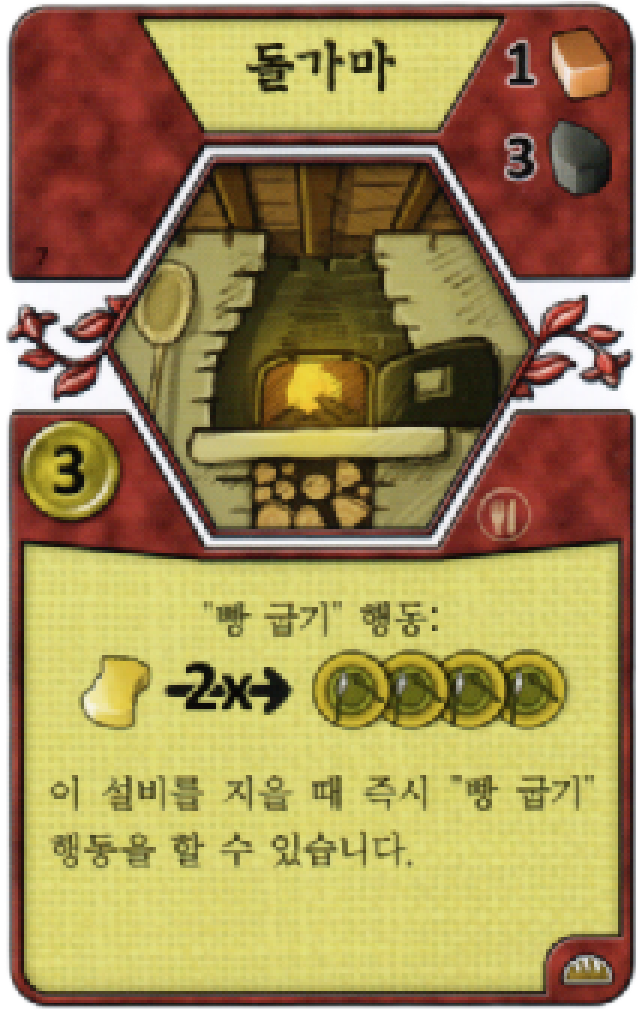 돌가마
1
3
7
3
"빵 굽기" 행동:
2x
이 설비를 지을 때 즉시 "빵 굽기"
행동을 할 수 있습니다.